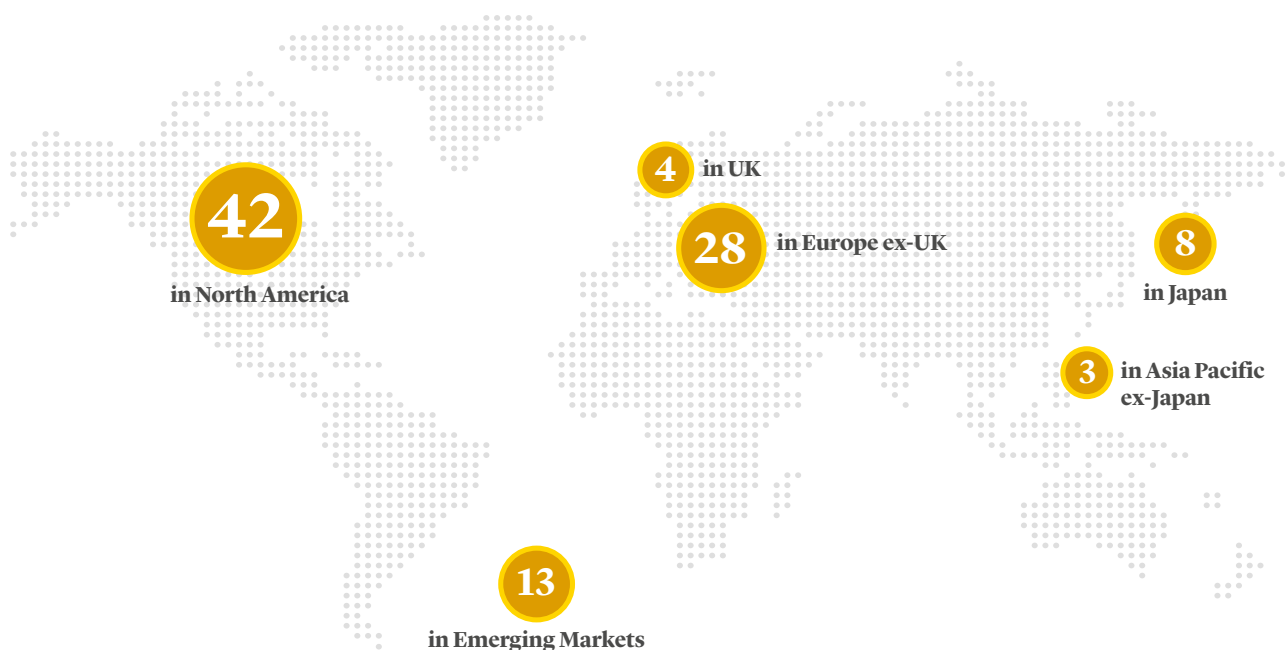 42
in North America
4
in UK
28
in Europe ex-UK
8
in Japan
3
in Asia Pacific
ex-Japan
13
in Emerging Markets